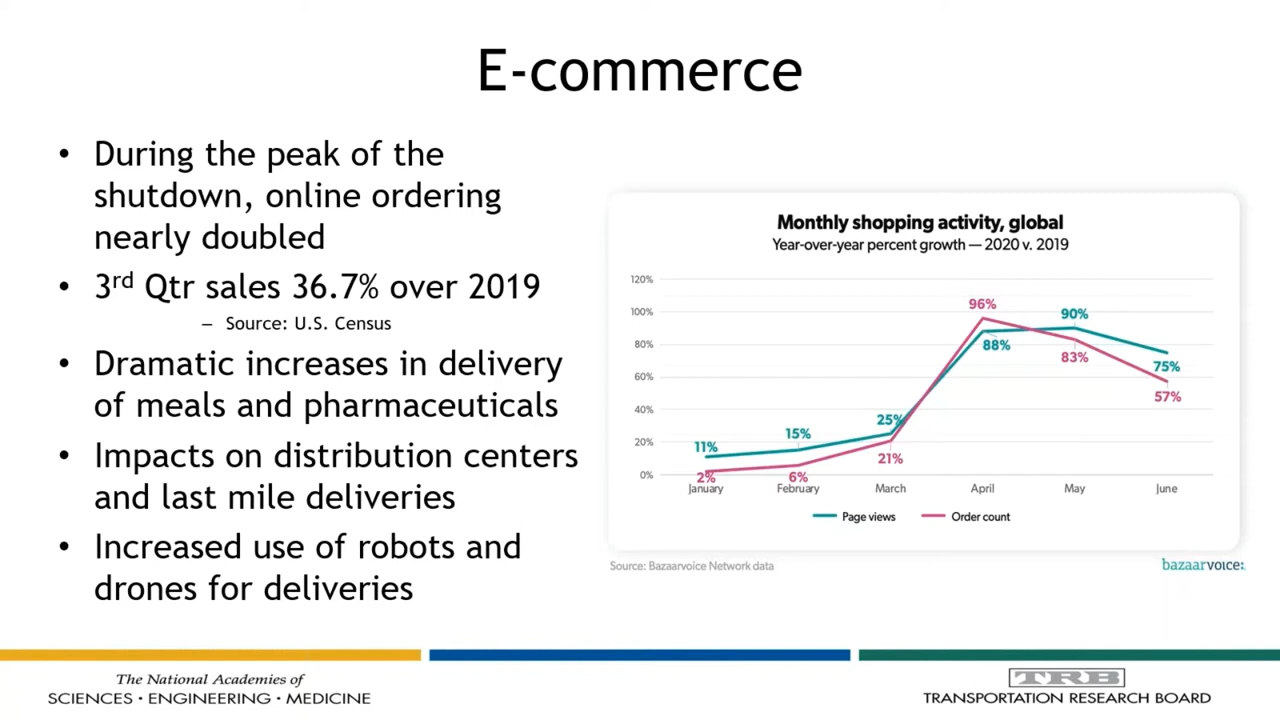 E-commerce
• During the peak of the
shutdown, online ordering
nearly doubled
• 3rd Qtr sales 36.7% over 2019
– Source: U.S. Census
• Dramatic increases in delivery
of meals and pharmaceuticals
• Impacts on distribution centers
and last mile deliveries
• Increased use of robots and
drones for deliveries
Monthly shopping activity, global
Year-over-year percent growth — 2020 v. 2019
120%
100%
80%
60%
40%
20%
0%
11% 15% 25% 88% 90% 75%
2% 6% 21% 96% 83% 57%
January February March April May June
Page views Order count
Source: Bazaarvoice Network data
bazaarvoice:
The National Academies of
SCIENCES · ENGINEERING · MEDICINE
TRB
TRANSPORTATION RESEARCH BOARD